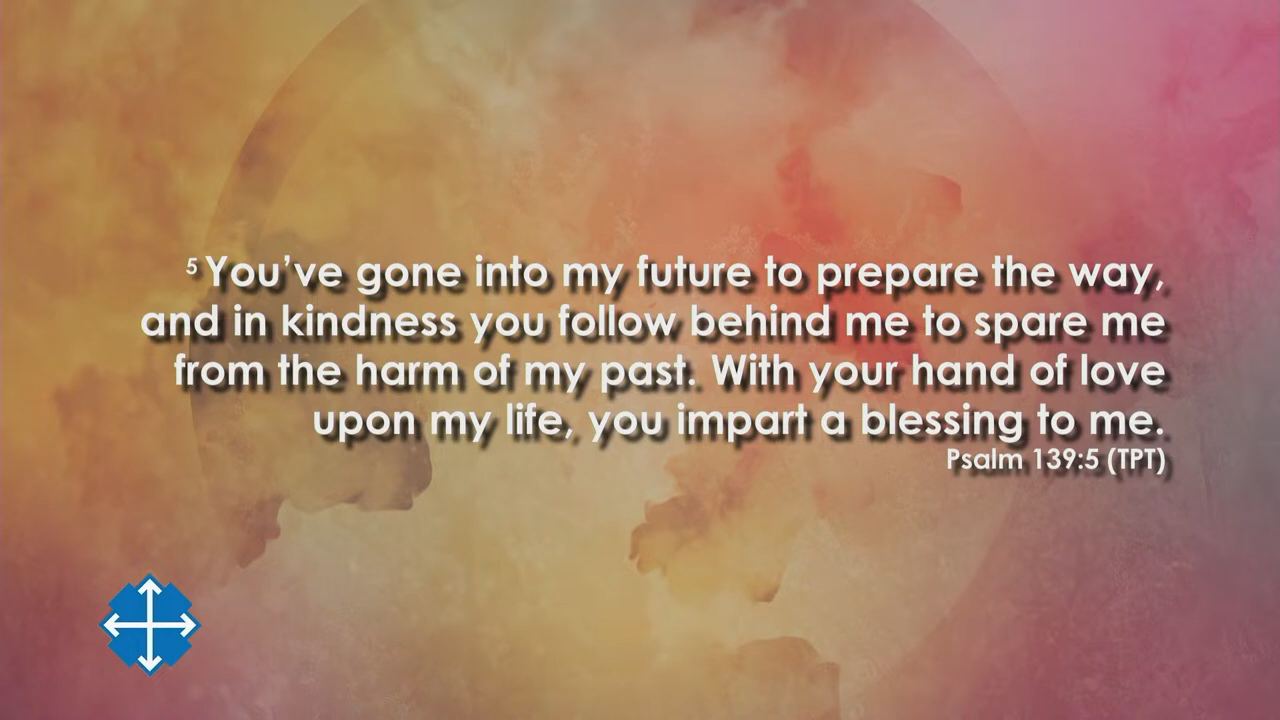 5 You’ve gone into my future to prepare the way,
and in kindness you follow behind me to spare me
from the harm of my past. With your hand of love
upon my life, you impart a blessing to me.
Psalm 139:5 (TPT)